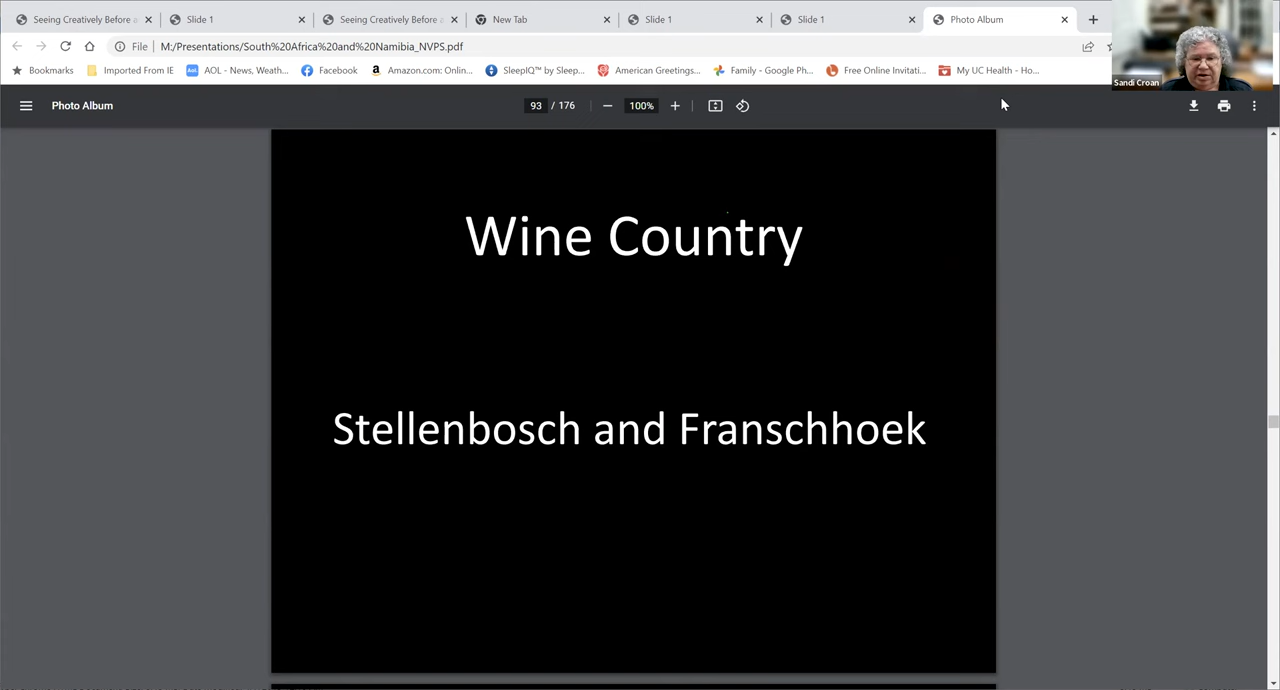 Seeing Creatively Before a
Slide 1
Seeing Creatively Before a
New Tab
Slide 1
Slide 1
Photo Album
File
M:/Presentations/South%20Africa%20and%20Namibia_NVPS.pdf
Bookmarks
Imported From IE
AOL - News, Weath...
Facebook
Amazon.com: Onlin...
SleepIQ™ by Sleep...
American Greetings...
Family - Google Ph...
Free Online Invitati...
My UC Health - Ho...
Sandi Croan
Photo Album
93 / 176
100%
Wine Country
Stellenbosch and Franschhoek